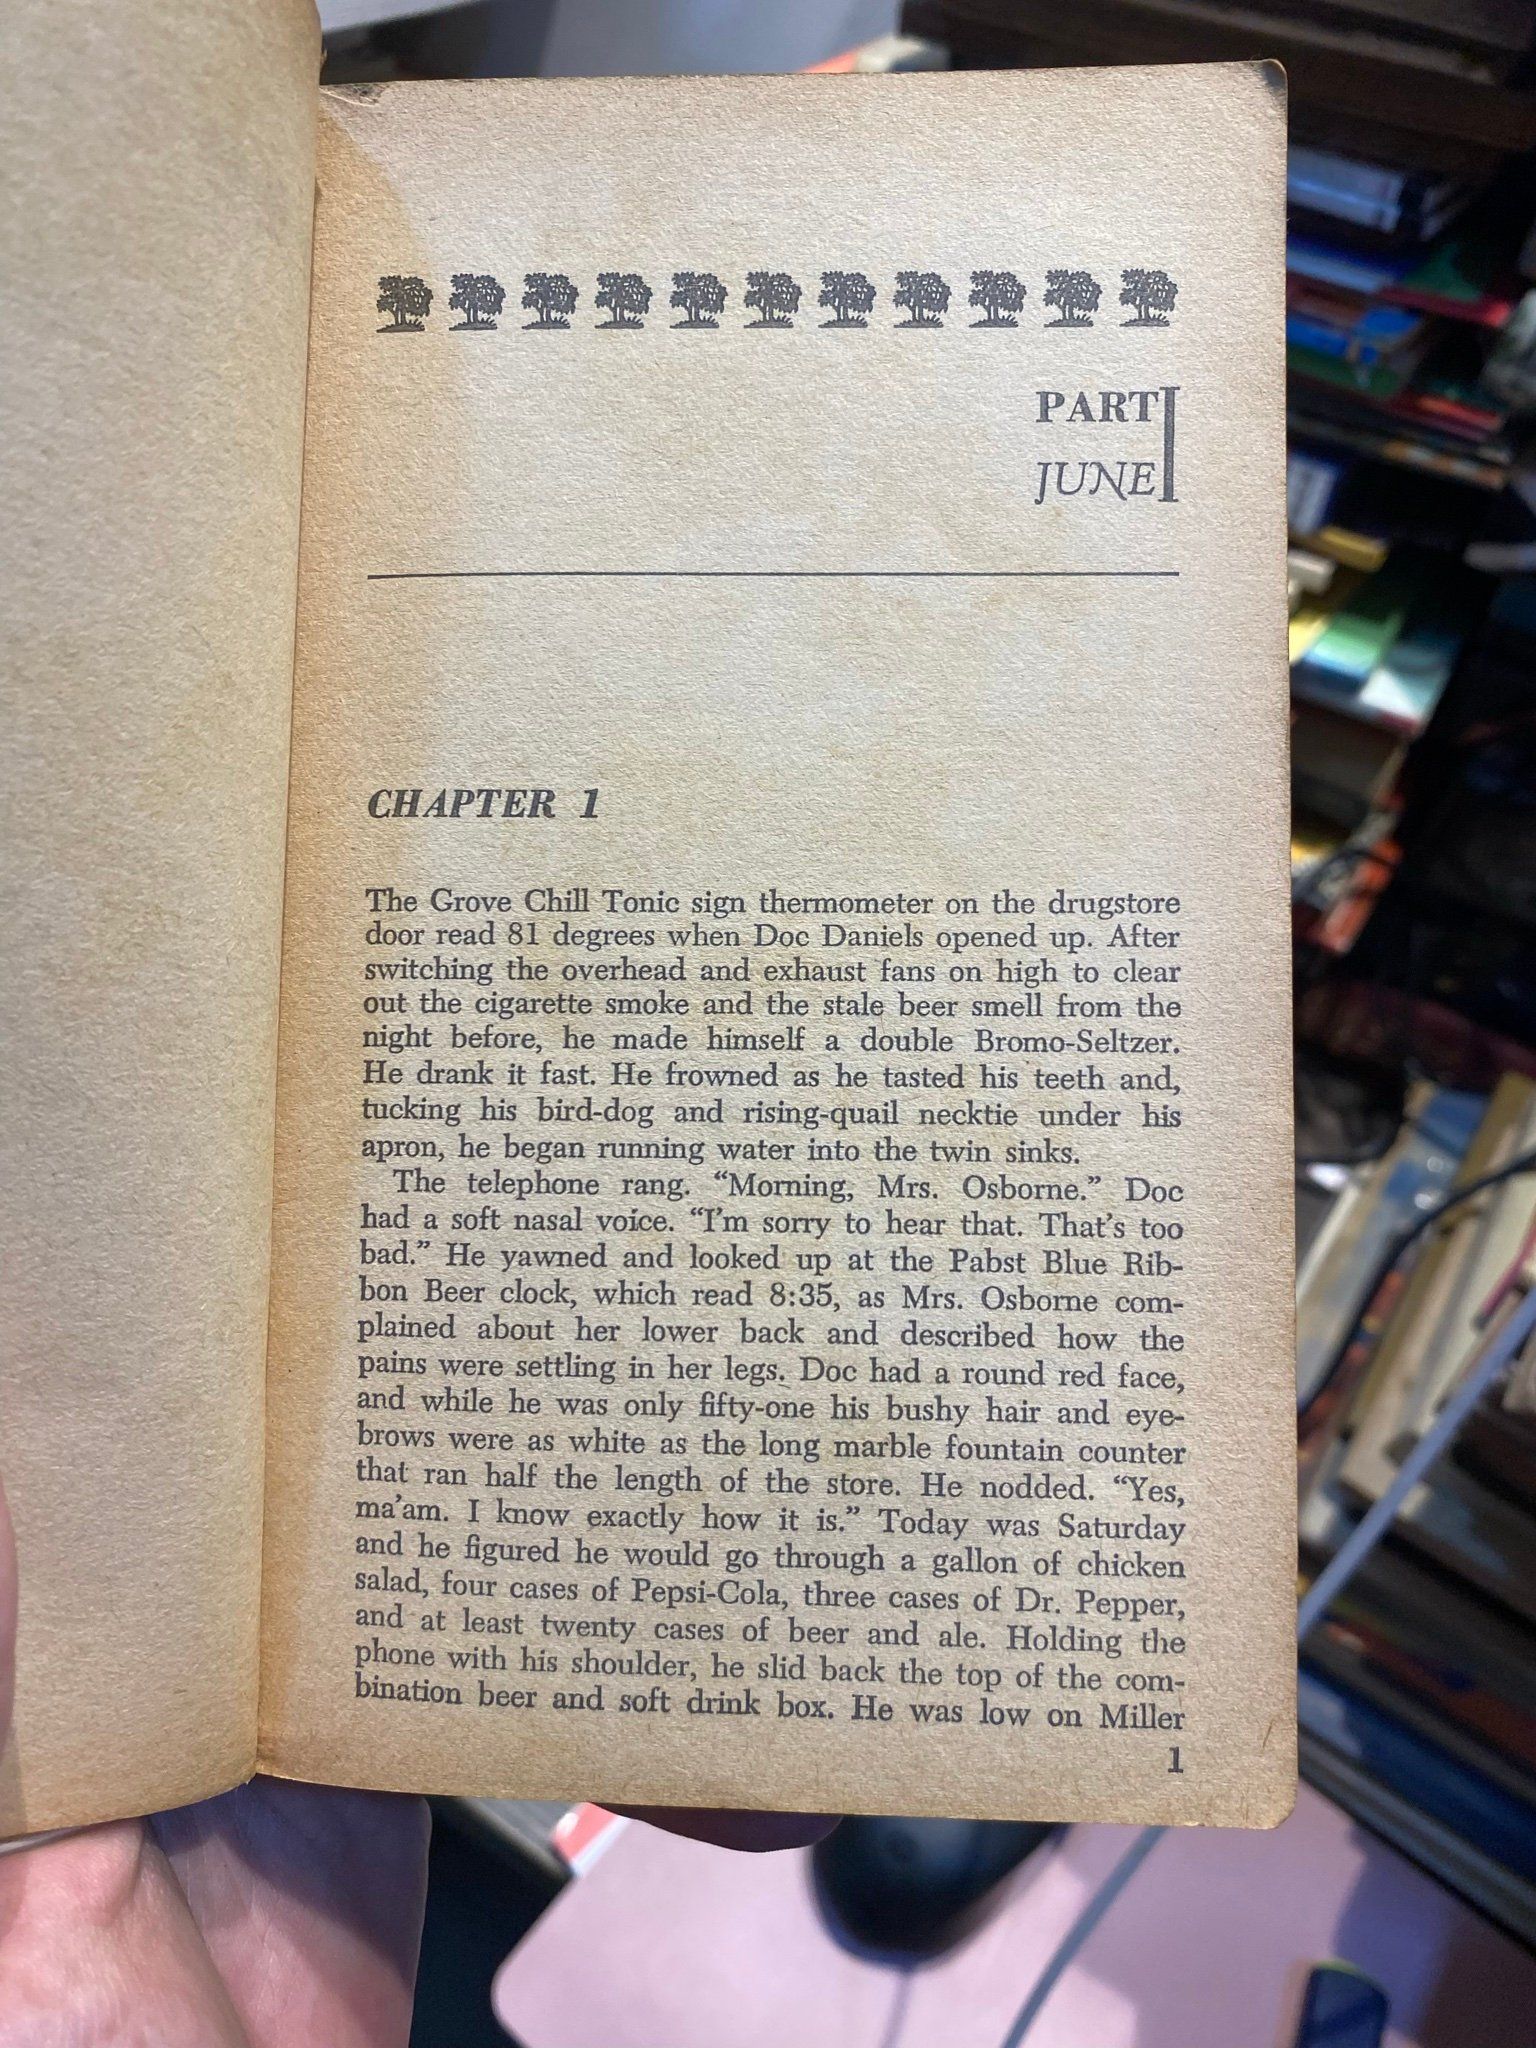 PART I
JUNE
CHAPTER 1
The Grove Chill Tonic sign thermometer on the drugstore
door read 81 degrees when Doc Daniels opened up. After
switching the overhead and exhaust fans on high to clear
out the cigarette smoke and the stale beer smell from the
night before, he made himself a double Bromo-Seltzer.
He drank it fast. He frowned as he tasted his teeth and,
tucking his bird-dog and rising-quail necktie under his
apron, he began running water into the twin sinks.
The telephone rang. “Morning, Mrs. Osborne.” Doc
had a soft nasal voice. “I’m sorry to hear that. That’s too
bad.” He yawned and looked up at the Pabst Blue Rib-
bon Beer clock, which read 8:35, as Mrs. Osborne com-
plained about her lower back and described how the
pains were settling in her legs. Doc had a round red face,
and while he was only fifty-one his bushy hair and eye-
brows were as white as the long marble fountain counter
that ran half the length of the store. He nodded. “Yes,
ma’am. I know exactly how it is.” Today was Saturday
and he figured he would go through a gallon of chicken
salad, four cases of Pepsi-Cola, three cases of Dr. Pepper,
and at least twenty cases of beer and ale. Holding the
phone with his shoulder, he slid back the top of the com-
bination beer and soft drink box. He was low on Miller
1